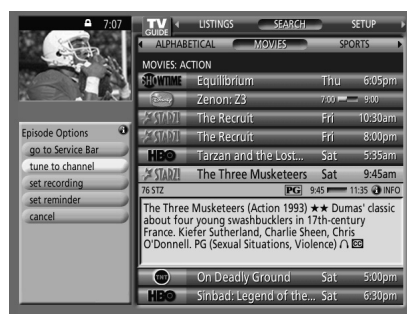 7:07
TV GUIDE LISTINGS SEARCH SETUP
ALPHABETICAL MOVIES SPORTS
MOVIES: ACTION
SHOWTIME Equilibrium Thu 6:05pm
Disney Zenon: Z3 7:00 9:00
STARZ! The Recruit Fri 10:30am
STARZ! The Recruit Fri 8:00pm
HBO Tarzan and the Lost... Sat 5:35am
STARZ! The Three Musketeers Sat 9:45am
76 STZ PG 9:45 11:35 i INFO
The Three Musketeers (Action 1993) ★★ Dumas' classic
about four young swashbucklers in 17th-century
France. Kiefer Sutherland, Charlie Sheen, Chris
O'Donnell. PG (Sexual Situations, Violence) CC
TNT On Deadly Ground Sat 5:00pm
HBO Sinbad: Legend of the... Sat 6:30pm
Episode Options i
go to Service Bar
tune to channel
set recording
set reminder
cancel